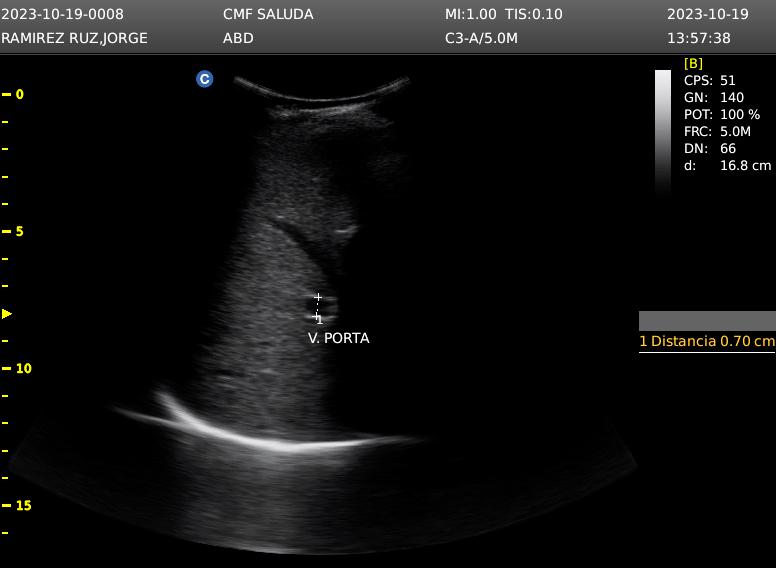 2023-10-19-0008 CMF SALUDA MI:1.00 TIS:0.10 2023-10-19
RAMIREZ RUZ,JORGE ABD C3-A/5.0M 13:57:38
C
[B]
CPS: 51
GN: 140
POT: 100 %
FRC: 5.0M
DN: 66
d: 16.8 cm
0
5
10
15
1
V. PORTA
1 Distancia 0.70 cm